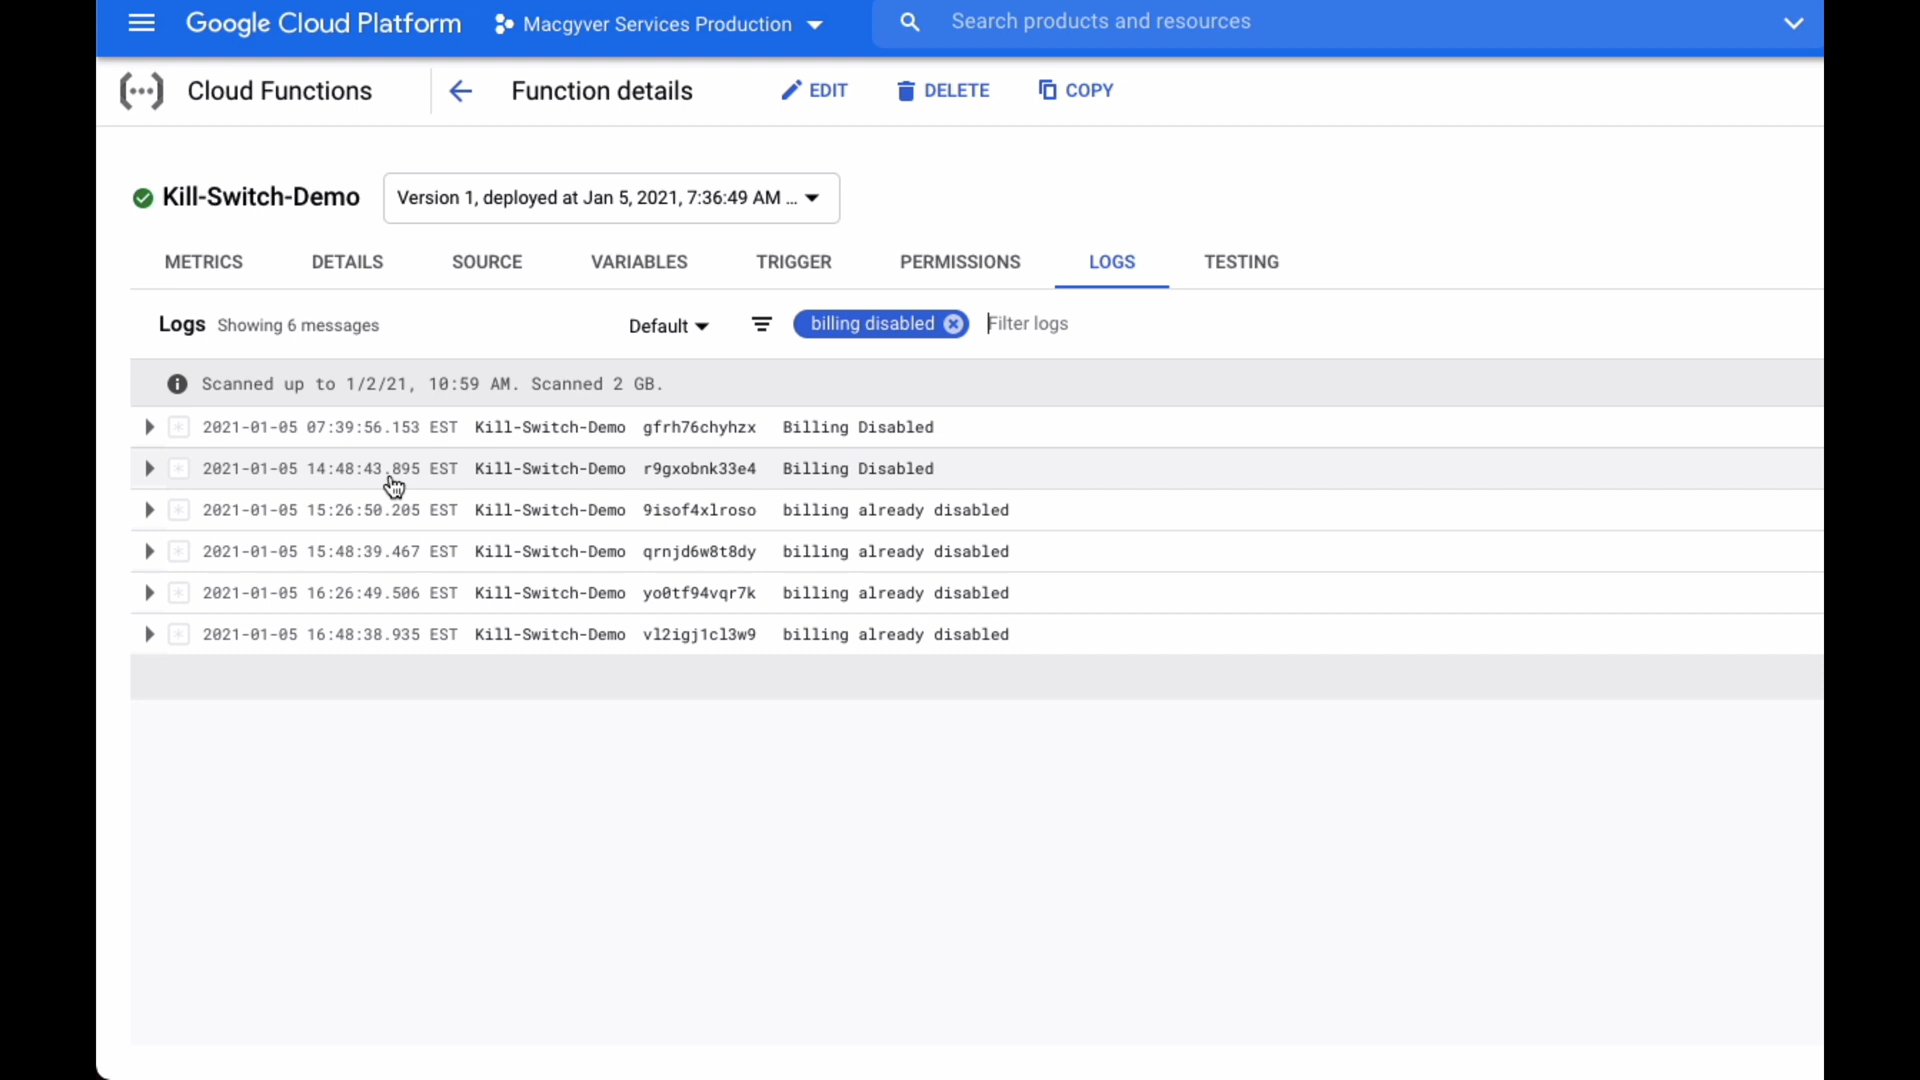 Google Cloud Platform Macgyver Services Production Search products and resources
Cloud Functions Function details EDIT DELETE COPY
Kill-Switch-Demo Version 1, deployed at Jan 5, 2021, 7:36:49 AM ...
METRICS DETAILS SOURCE VARIABLES TRIGGER PERMISSIONS LOGS TESTING
Logs Showing 6 messages Default billing disabled Filter logs
Scanned up to 1/2/21, 10:59 AM. Scanned 2 GB.
2021-01-05 07:39:56.153 EST Kill-Switch-Demo gfrh76chyhzx Billing Disabled
2021-01-05 14:48:43.895 EST Kill-Switch-Demo r9gxobnk33e4 Billing Disabled
2021-01-05 15:26:50.205 EST Kill-Switch-Demo 9isof4xlroso billing already disabled
2021-01-05 15:48:39.467 EST Kill-Switch-Demo qrnjd6w8t8dy billing already disabled
2021-01-05 16:26:49.506 EST Kill-Switch-Demo yo0tf94vqr7k billing already disabled
2021-01-05 16:48:38.935 EST Kill-Switch-Demo vl2igj1cl3w9 billing already disabled